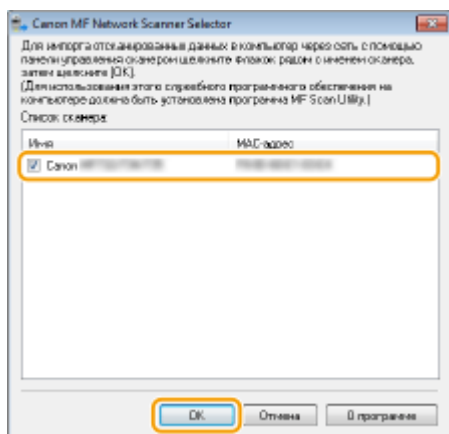 Canon MF Network Scanner Selector
Для импорта отсканированных данных в компьютер через сеть с помощью
панели управления сканером щелкните флажок рядом с именем сканера,
затем щелкните [OK].
(Для использования этого служебного программного обеспечения на
компьютере должна быть установлена программа MF Scan Utility.)
Список сканера:
Имя MAC-адрес
Canon
OK Отмена О программе